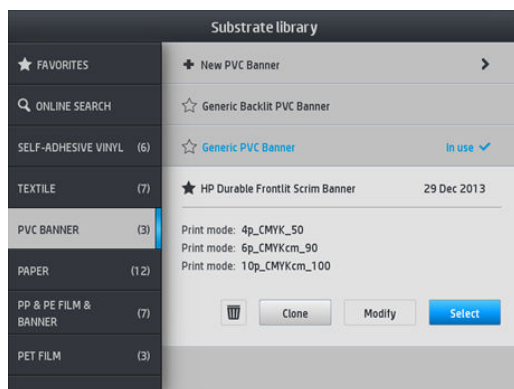 Substrate library
FAVORITES
ONLINE SEARCH
SELF-ADHESIVE VINYL (6)
TEXTILE (7)
PVC BANNER (3)
PAPER (12)
PP & PE FILM &
BANNER (7)
PET FILM (3)
New PVC Banner
Generic Backlit PVC Banner
Generic PVC Banner In use
HP Durable Frontlit Scrim Banner 29 Dec 2013
Print mode: 4p_CMYK_50
Print mode: 6p_CMYKcm_90
Print mode: 10p_CMYKcm_100
Clone Modify Select